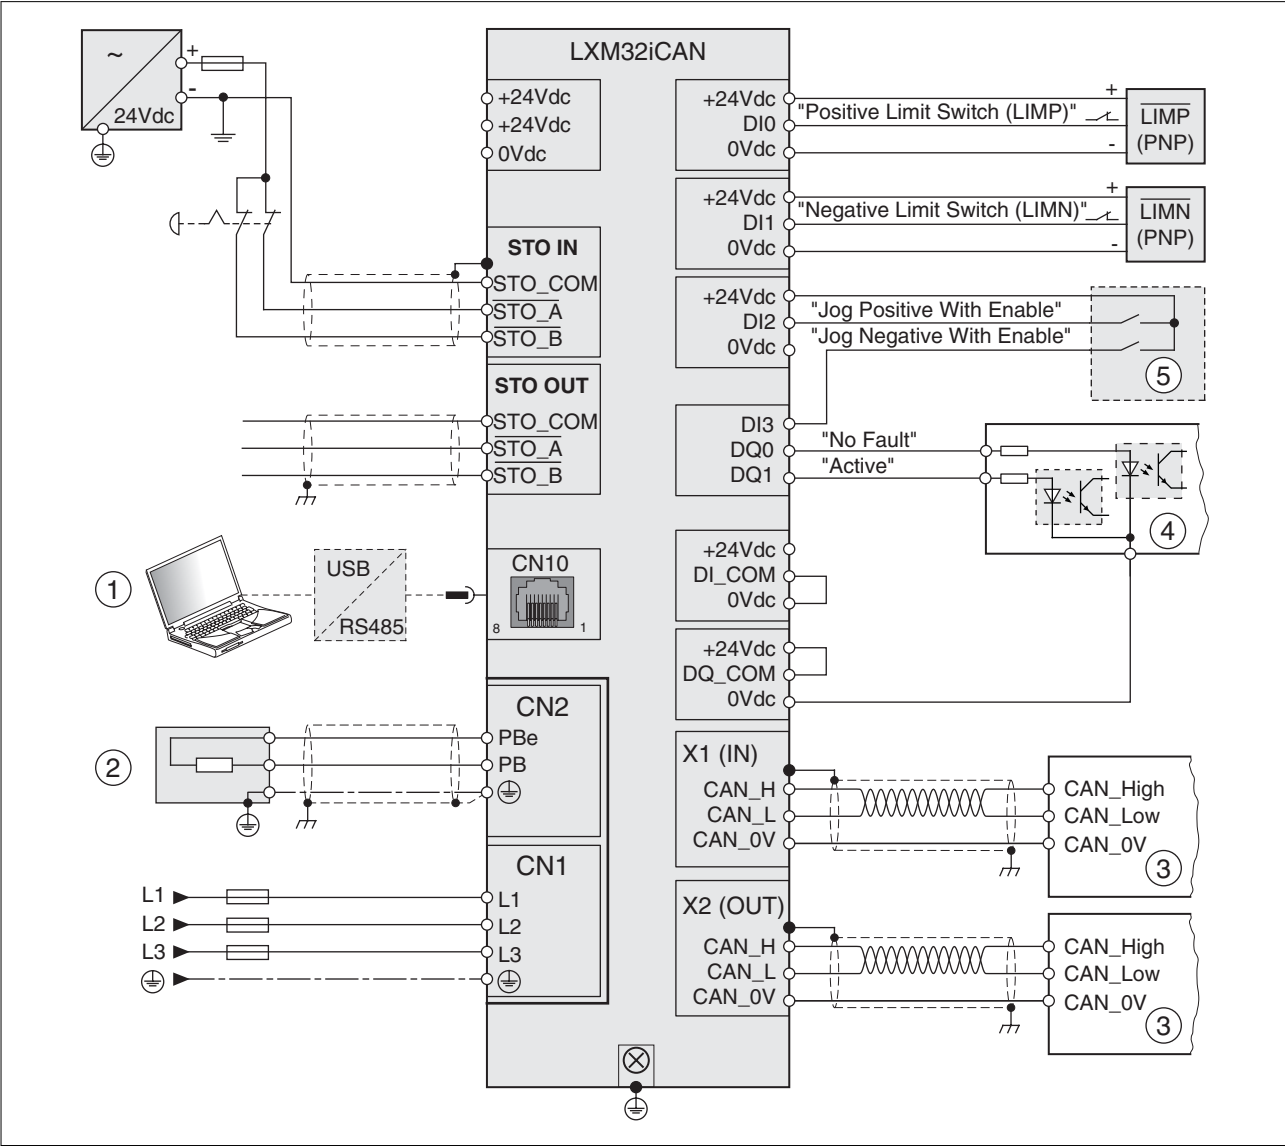 LXM32iCAN
~
+
-
24Vdc
+24Vdc
+24Vdc
0Vdc
STO IN
STO_COM
STO_A
STO_B
STO OUT
STO_COM
STO_A
STO_B
1
USB
RS485
CN10
8 1
2
CN2
PBe
PB
CN1
L1
L2
L3
L1
L2
L3
+24Vdc
DI0
0Vdc
"Positive Limit Switch (LIMP)"
+
-
LIMP
(PNP)
+24Vdc
DI1
0Vdc
"Negative Limit Switch (LIMN)"
+
-
LIMN
(PNP)
+24Vdc
DI2
0Vdc
"Jog Positive With Enable"
"Jog Negative With Enable"
5
DI3
DQ0
DQ1
"No Fault"
"Active"
4
+24Vdc
DI_COM
0Vdc
+24Vdc
DQ_COM
0Vdc
X1 (IN)
CAN_H
CAN_L
CAN_0V
CAN_High
CAN_Low
CAN_0V
3
X2 (OUT)
CAN_H
CAN_L
CAN_0V
CAN_High
CAN_Low
CAN_0V
3